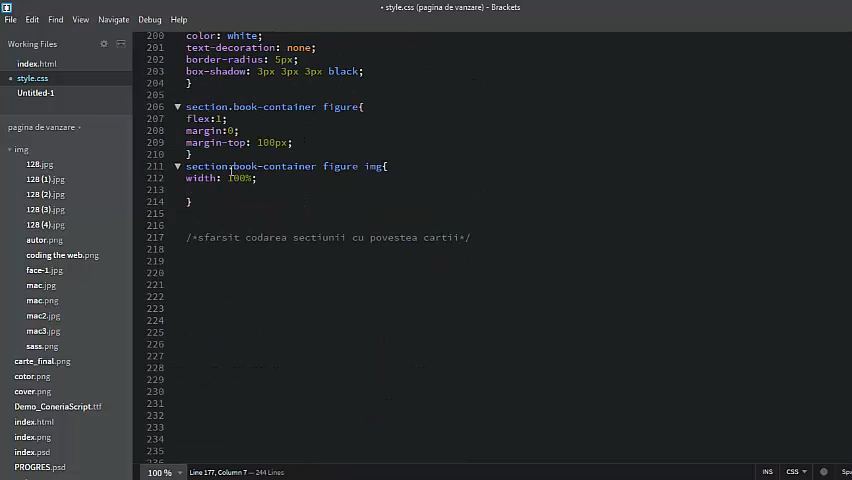 • style.css (pagina de vanzare) - Brackets
File Edit Find View Navigate Debug Help
Working Files
index.html
style.css
Untitled-1
pagina de vanzare
img
128.jpg
128 (1).jpg
128 (2).jpg
128 (3).jpg
128 (4).jpg
autor.png
coding the web.png
face-1.jpg
mac.jpg
mac.png
mac2.jpg
mac3.jpg
sass.png
carte_final.png
cotor.png
cover.png
Demo_ConeriaScript.ttf
index.html
index.png
index.psd
PROGRES.psd
200 color: white;
201 text-decoration: none;
202 border-radius: 5px;
203 box-shadow: 3px 3px 3px black;
204 }
205
206 section.book-container figure{
207 flex:1;
208 margin:0;
209 margin-top: 100px;
210 }
211 section.book-container figure img{
212 width: 100%;
213
214 }
215
216
217 /*sfarsit codarea sectiunii cu povestea cartii*/
218
219
220
221
222
223
224
225
226
227
228
229
230
231
232
233
234
235
100 % Line 177, Column 7 — 244 Lines INS CSS Spa